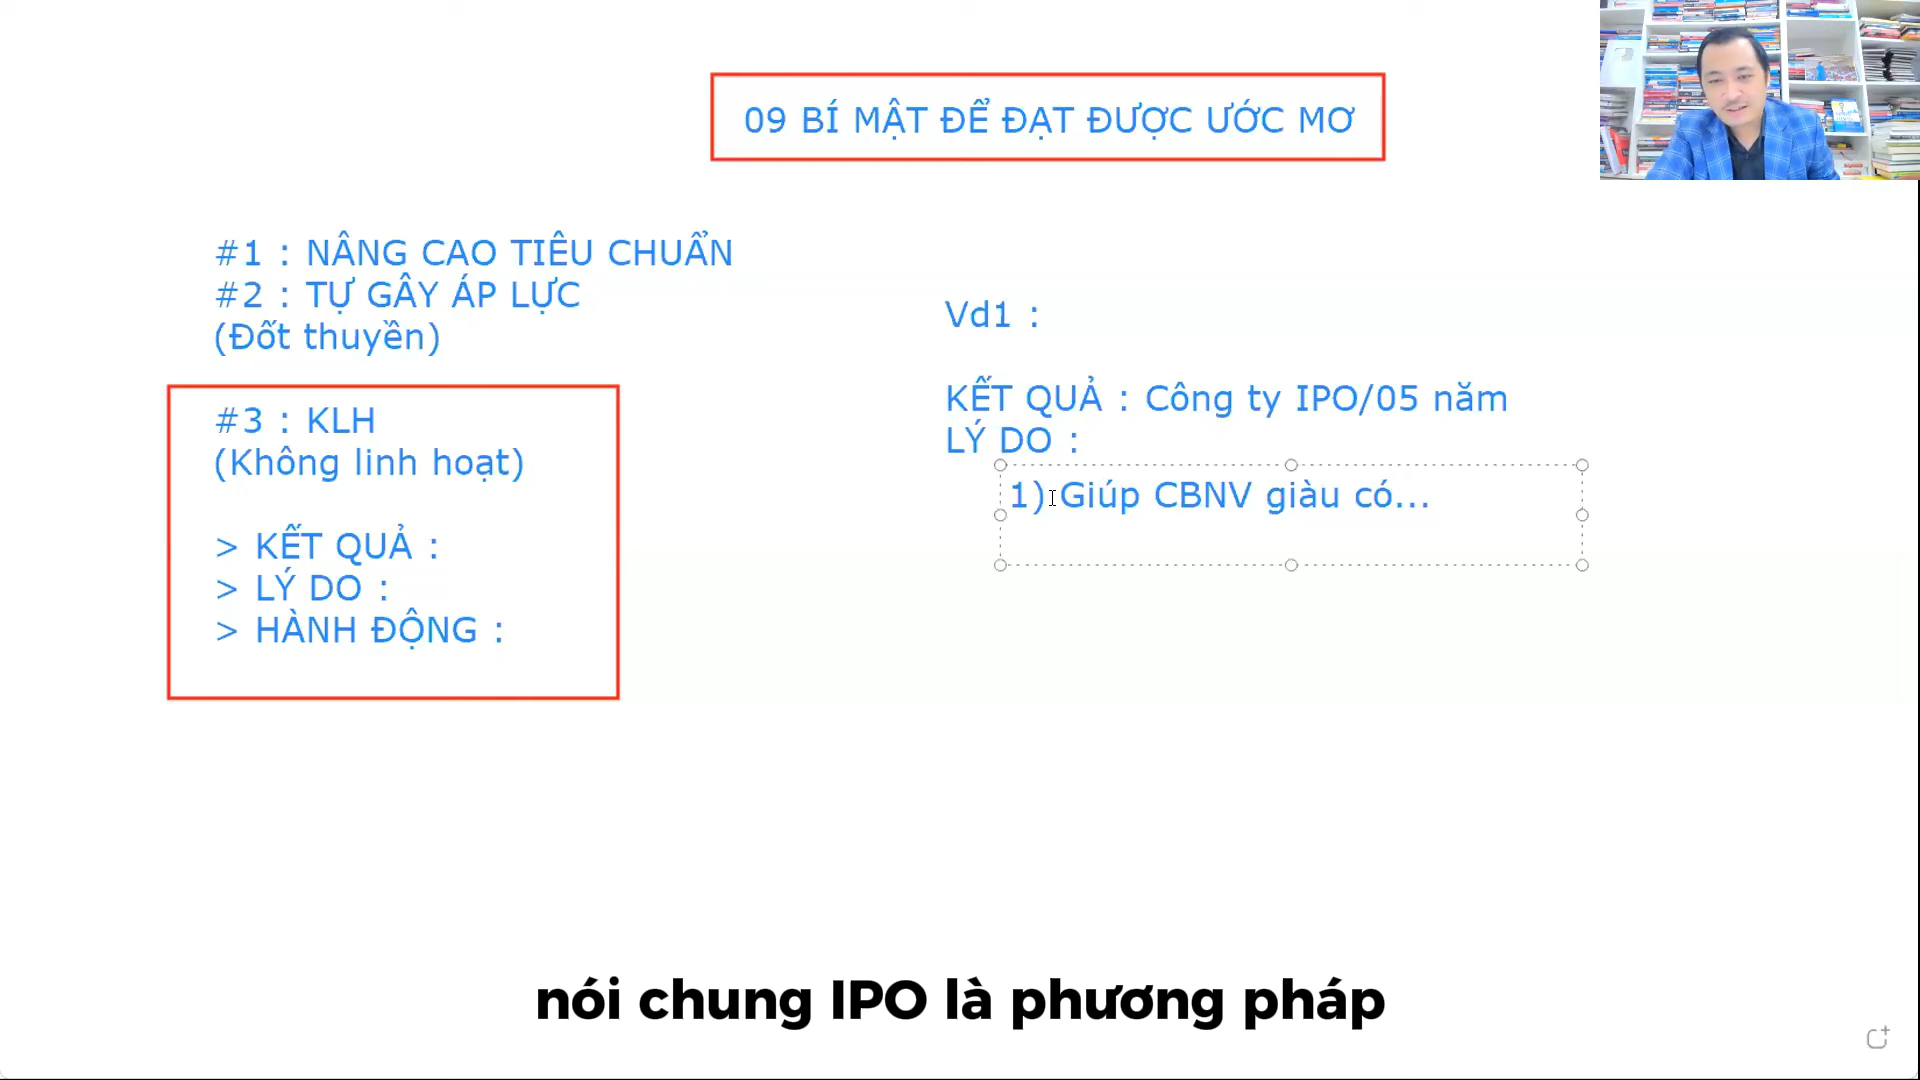 09 BÍ MẬT ĐỂ ĐẠT ĐƯỢC ƯỚC MƠ
#1 : NÂNG CAO TIÊU CHUẨN
#2 : TỰ GÂY ÁP LỰC
(Đốt thuyền)
#3 : KLH
(Không linh hoạt)
> KẾT QUẢ :
> LÝ DO :
> HÀNH ĐỘNG :
Vd1 :
KẾT QUẢ : Công ty IPO/05 năm
LÝ DO :
1) Giúp CBNV giàu có...
nói chung IPO là phương pháp